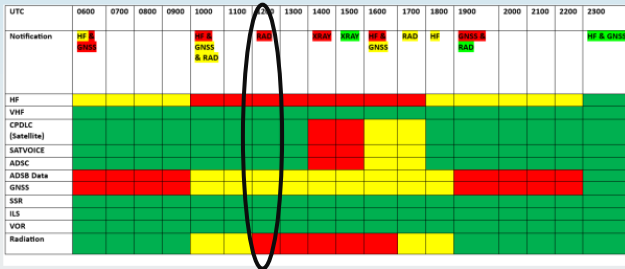 UTC 0600 0700 0800 0900 1000 1100 1200 1300 1400 1500 1600 1700 1800 1900 2000 2100 2200 2300
Notification HF & GNSS HF & GNSS & RAD RAD XRAY XRAY HF & GNSS RAD HF GNSS & RAD HF & GNSS
HF
VHF
CPDLC
(Satellite)
SATVOICE
ADSC
ADSB Data
GNSS
SSR
ILS
VOR
Radiation